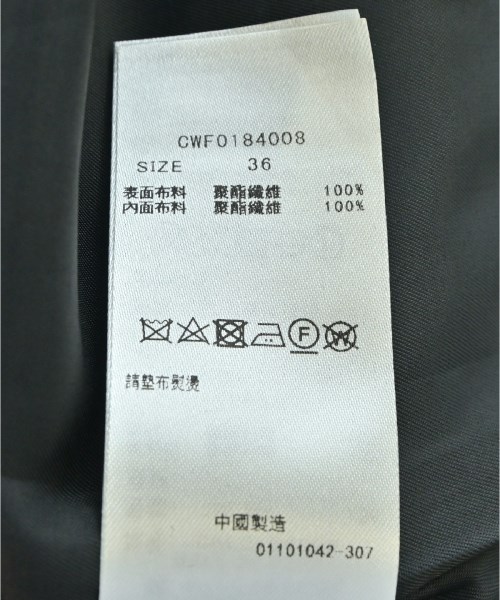 CWF0184008
SIZE 36
表面布料 聚酯纖維 100%
內面布料 聚酯纖維 100%
F W
請墊布熨燙
中國製造
01101042-307